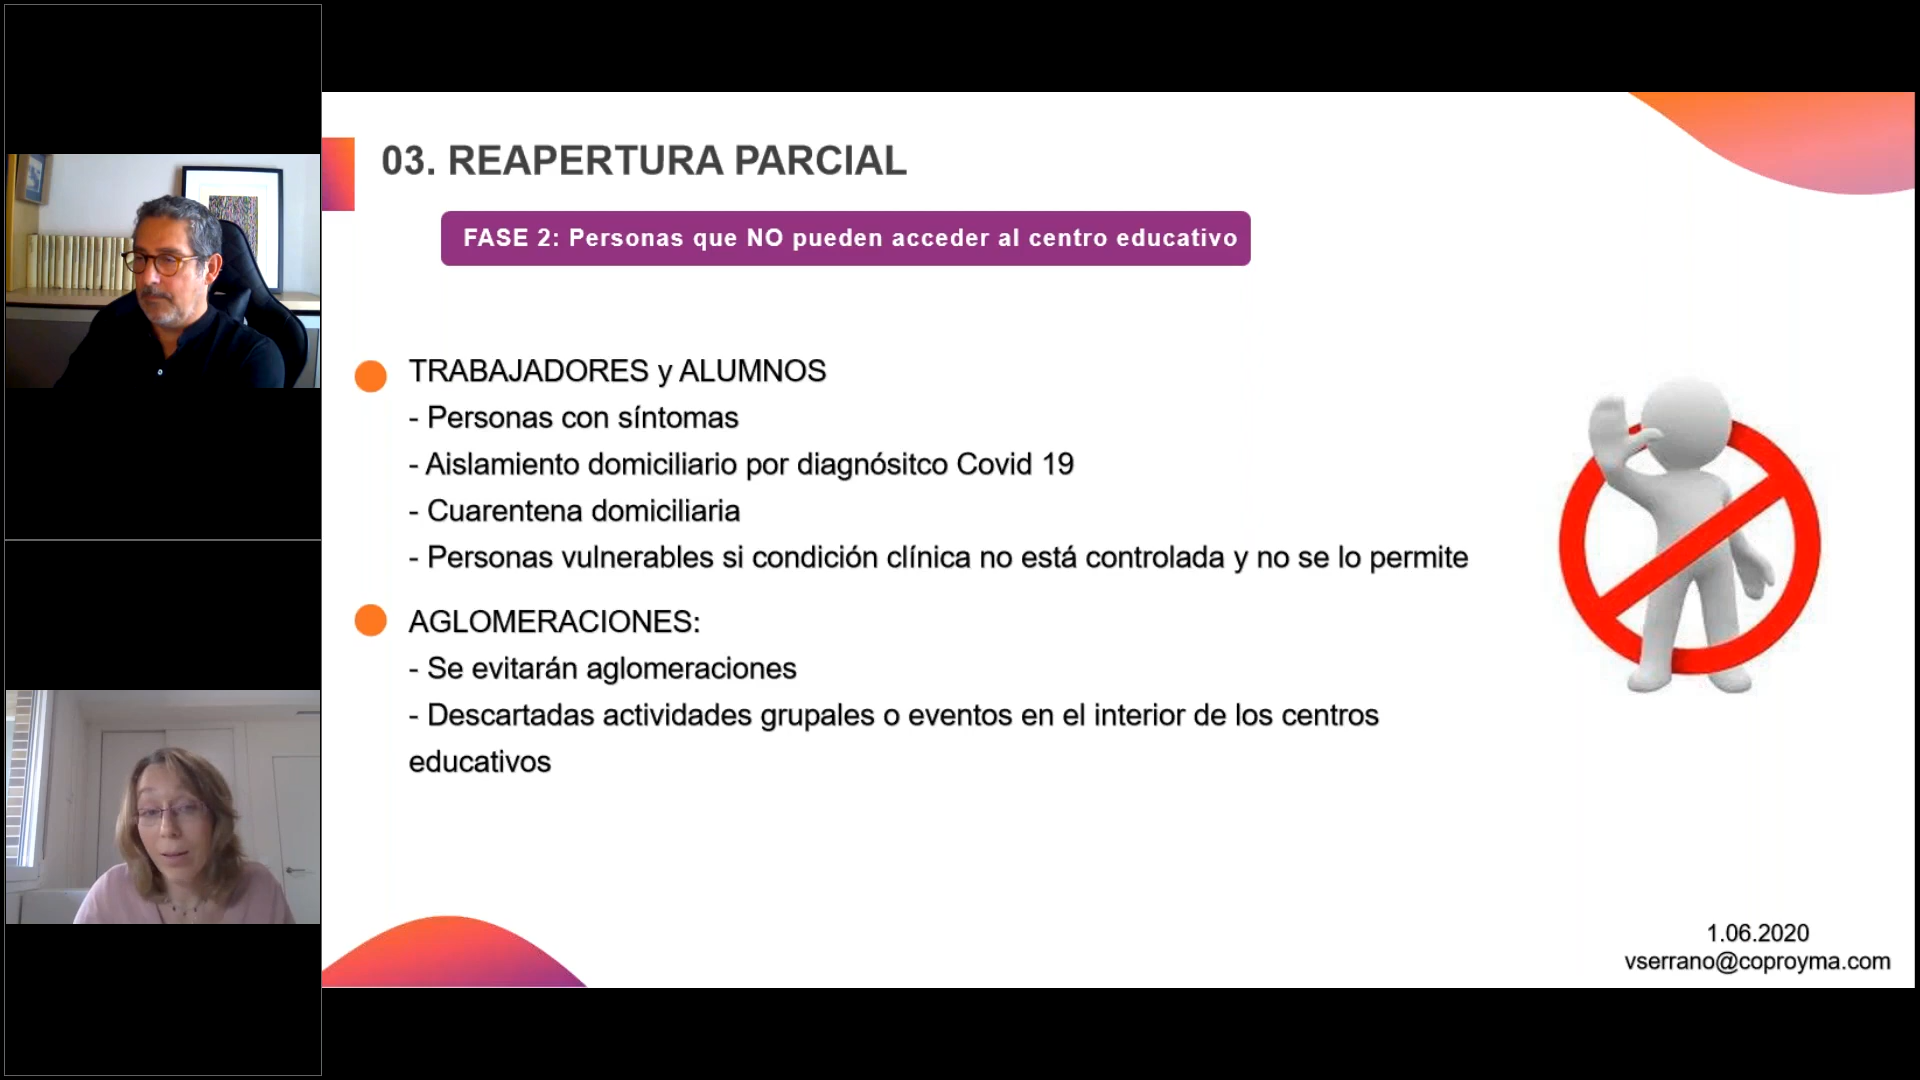 03. REAPERTURA PARCIAL
FASE 2: Personas que NO pueden acceder al centro educativo
TRABAJADORES y ALUMNOS
- Personas con síntomas
- Aislamiento domiciliario por diagnósitco Covid 19
- Cuarentena domiciliaria
- Personas vulnerables si condición clínica no está controlada y no se lo permite
AGLOMERACIONES:
- Se evitarán aglomeraciones
- Descartadas actividades grupales o eventos en el interior de los centros
educativos
1.06.2020
vserrano@coproyma.com